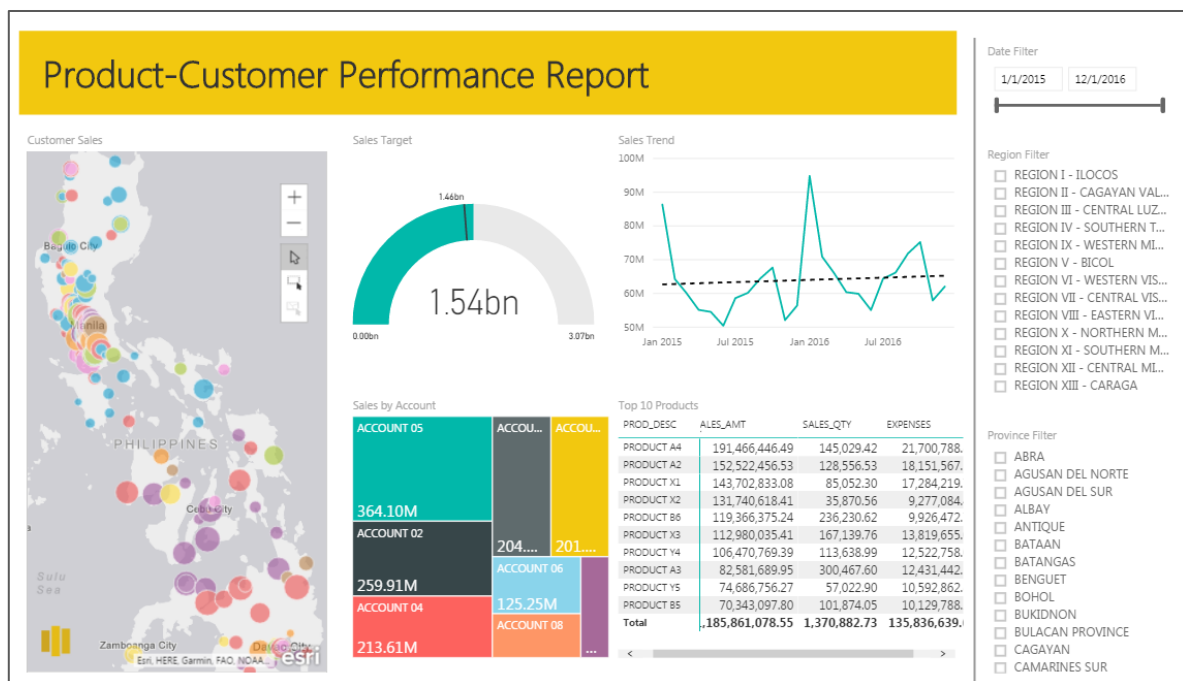 Product-Customer Performance Report
Date Filter
1/1/2015 12/1/2016
Customer Sales
Baguio City
Manila
PHILIPPINES
Cebu City
Sulu
Sea
Zamboanga City
Davao City
Esri, HERE, Garmin, FAO, NOAA...
esri
Sales Target
1.46bn
1.54bn
0.00bn 3.07bn
Sales Trend
100M
90M
80M
70M
60M
50M
Jan 2015 Jul 2015 Jan 2016 Jul 2016
Sales by Account
ACCOUNT 05
364.10M
ACCOUNT 02
259.91M
ACCOUNT 04
213.61M
ACCOU...
204....
ACCOU...
201....
ACCOUNT 06
125.25M
ACCOUNT 08
...
Top 10 Products
PROD_DESC ALES_AMT SALES_QTY EXPENSES
PRODUCT A4 191,466,446.49 145,029.42 21,700,788.
PRODUCT A2 152,522,456.53 128,556.53 18,151,567.
PRODUCT X1 143,702,833.08 85,052.30 17,284,219.
PRODUCT X2 131,740,618.41 35,870.56 9,277,084.
PRODUCT B6 119,366,375.24 236,230.62 9,926,472.
PRODUCT X3 112,980,035.41 167,139.76 13,819,655.
PRODUCT Y4 106,470,769.39 113,638.99 12,522,758.
PRODUCT A3 82,581,689.95 300,467.60 12,431,442.
PRODUCT Y5 74,686,756.27 57,022.90 10,592,862.
PRODUCT B5 70,343,097.80 101,874.05 10,129,788.
Total ,185,861,078.55 1,370,882.73 135,836,639.
Region Filter
REGION I - ILOCOS
REGION II - CAGAYAN VAL...
REGION III - CENTRAL LUZ...
REGION IV - SOUTHERN T...
REGION IX - WESTERN MI...
REGION V - BICOL
REGION VI - WESTERN VIS...
REGION VII - CENTRAL VIS...
REGION VIII - EASTERN VI...
REGION X - NORTHERN M...
REGION XI - SOUTHERN M...
REGION XII - CENTRAL MI...
REGION XIII - CARAGA
Province Filter
ABRA
AGUSAN DEL NORTE
AGUSAN DEL SUR
ALBAY
ANTIQUE
BATAAN
BATANGAS
BENGUET
BOHOL
BUKIDNON
BULACAN PROVINCE
CAGAYAN
CAMARINES SUR